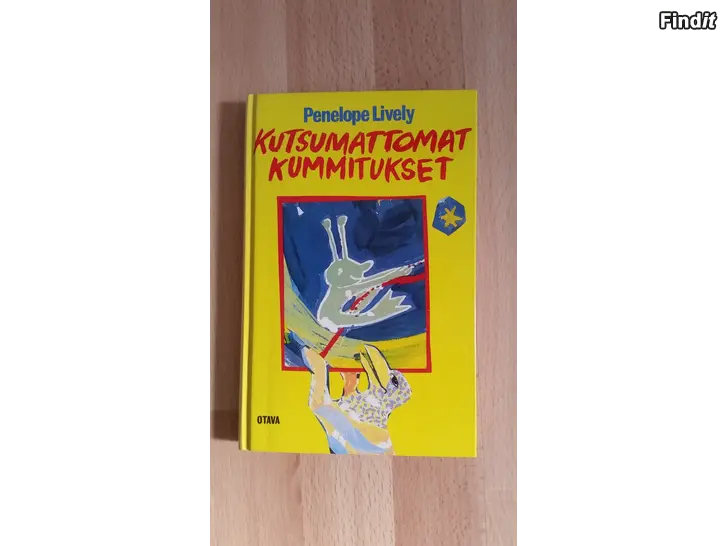 Findit
Penelope Lively
KUTSUMATTOMAT
KUMMITUKSET
OTAVA